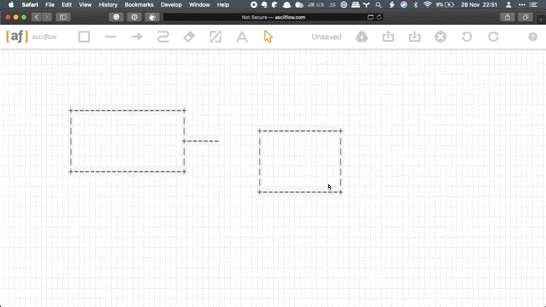 Safari File Edit View History Bookmarks Develop Window Help
U.S. 8% 28 Nov 22:51
Not Secure — asciiflow.com
[af] asciiflow A Unsaved ?